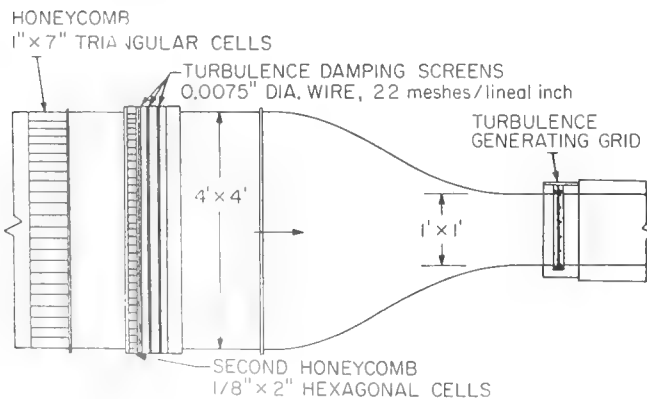 HONEYCOMB
1" × 7" TRIANGULAR CELLS
TURBULENCE DAMPING SCREENS
0.0075" DIA. WIRE, 22 meshes/lineal inch
TURBULENCE
GENERATING GRID
4' × 4'
1' × 1'
SECOND HONEYCOMB
1/8" × 2" HEXAGONAL CELLS